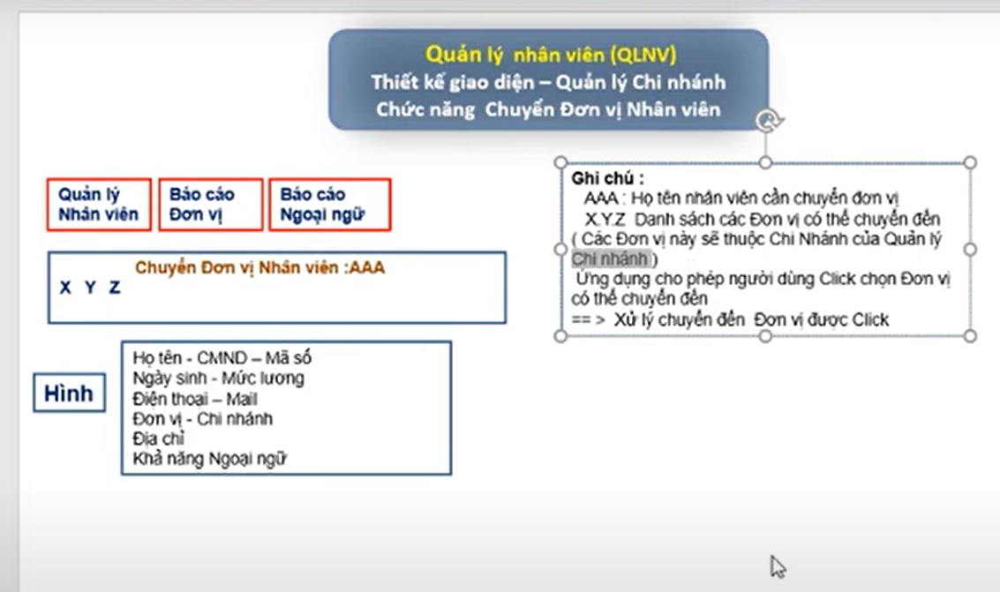 Quản lý nhân viên (QLNV)
Thiết kế giao diện – Quản lý Chi nhánh
Chức năng Chuyển Đơn vị Nhân viên
Quản lý
Nhân viên
Báo cáo
Đơn vị
Báo cáo
Ngoại ngữ
Chuyển Đơn vị Nhân viên :AAA
X Y Z
Hình
Họ tên - CMND – Mã số
Ngày sinh - Mức lương
Điện thoại – Mail
Đơn vị - Chi nhánh
Địa chỉ
Khả năng Ngoại ngữ
Ghi chú :
AAA : Họ tên nhân viên cần chuyển đơn vị
X.Y.Z Danh sách các Đơn vị có thể chuyển đến
( Các Đơn vị này sẽ thuộc Chi Nhánh của Quản lý
Chi nhánh )
Ứng dụng cho phép người dùng Click chọn Đơn vị
có thể chuyển đến
== > Xử lý chuyển đến Đơn vị được Click